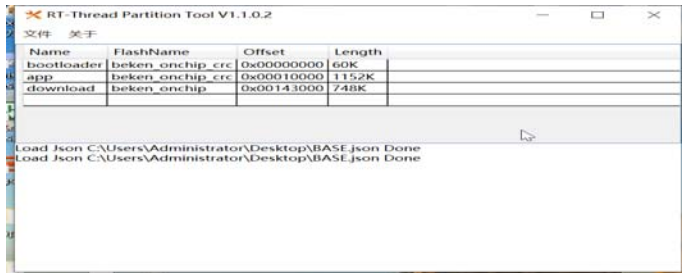 RT-Thread Partition Tool V1.1.0.2
文件 关于
Name FlashName Offset Length
bootloader beken_onchip_crc 0x00000000 60K
app beken_onchip_crc 0x00010000 1152K
download beken_onchip 0x00143000 748K
Load Json C:\Users\Administrator\Desktop\BASE.json Done
Load Json C:\Users\Administrator\Desktop\BASE.json Done